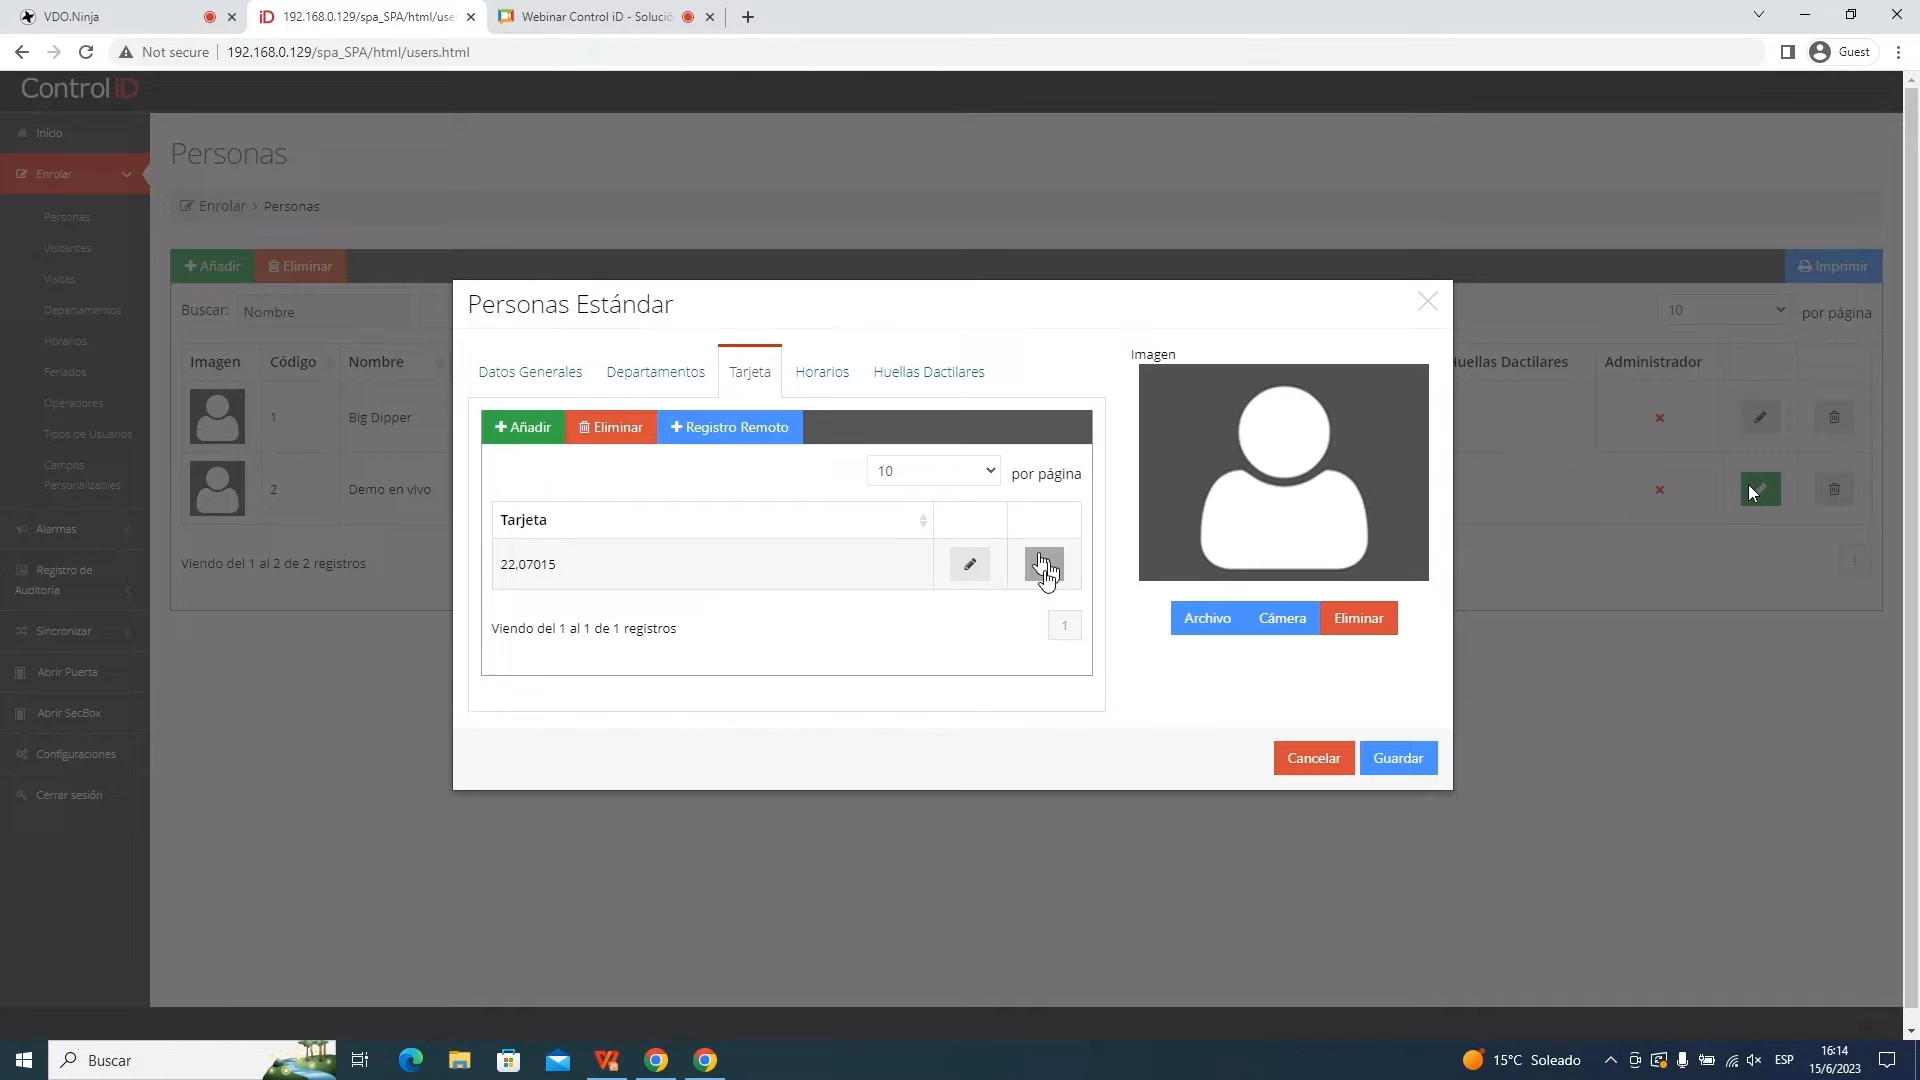 VDO.Ninja
192.168.0.129/spa_SPA/html/use
Webinar Control iD - Solució
Not secure
192.168.0.129/spa_SPA/html/users.html
Guest
Control iD
Início
Enrolar
Personas
Visitantes
Visitas
Departamentos
Horarios
Feriados
Operadores
Tipos de Usuarios
Campos
Personalizables
Alarmas
Registro de
Auditoría
Sincronizar
Abrir Puerta
Abrir SecBox
Configuraciones
Cerrar sesión
Personas
Enrolar > Personas
Añadir
Eliminar
Imprimir
Buscar:
Nombre
10
por página
Imagen
Código
Nombre
Huellas Dactilares
Administrador
1
Big Dipper
2
Demo en vivo
Viendo del 1 al 2 de 2 registros
1
Personas Estándar
Datos Generales
Departamentos
Tarjeta
Horarios
Huellas Dactilares
Añadir
Eliminar
Registro Remoto
10
por página
Tarjeta
22,07015
Viendo del 1 al 1 de 1 registros
1
Imagen
Archivo
Cámera
Eliminar
Cancelar
Guardar
Buscar
15°C Soleado
ESP
16:14
15/6/2023